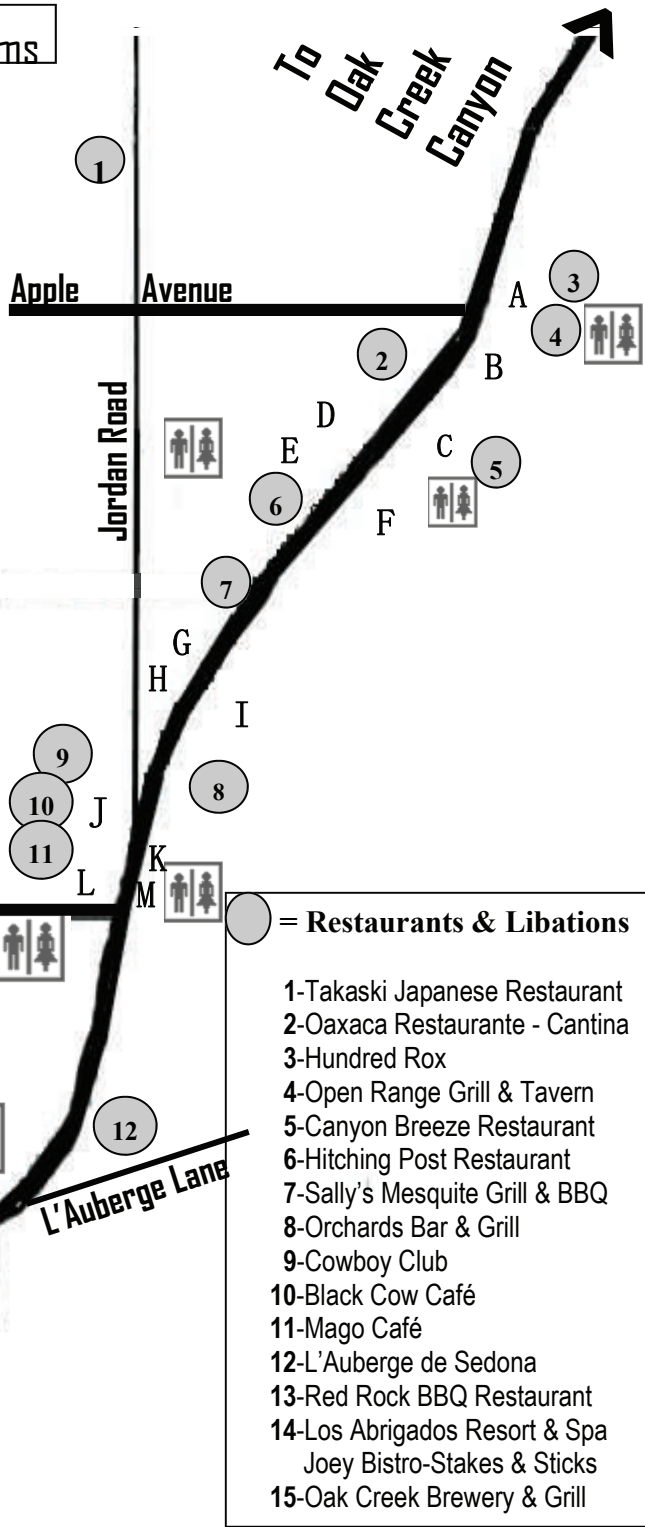 ms
To
Oak
Creek
Canyon
1
3
Apple Avenue
A
4
2
B
Jordan Road
D
C
E
5
6
F
7
G
H
I
9
8
10
J
11
K
L
M
= Restaurants & Libations
1-Takaski Japanese Restaurant
2-Oaxaca Restaurante - Cantina
3-Hundred Rox
4-Open Range Grill & Tavern
5-Canyon Breeze Restaurant
6-Hitching Post Restaurant
7-Sally's Mesquite Grill & BBQ
8-Orchards Bar & Grill
9-Cowboy Club
10-Black Cow Café
11-Mago Café
12-L'Auberge de Sedona
13-Red Rock BBQ Restaurant
14-Los Abrigados Resort & Spa
Joey Bistro-Stakes & Sticks
15-Oak Creek Brewery & Grill
12
L'Auberge Lane